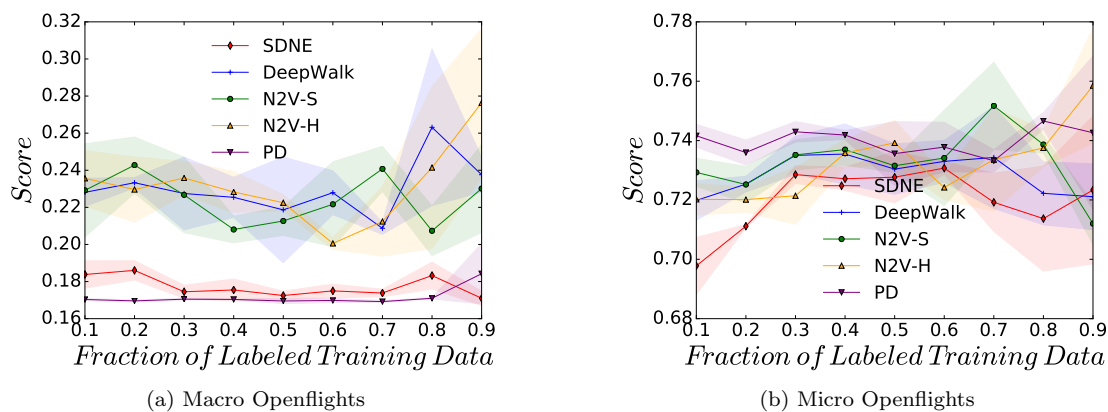 0.32
0.30
0.28
0.26
0.24
0.22
0.20
0.18
0.16
Score
SDNE
DeepWalk
N2V-S
N2V-H
PD
0.1 0.2 0.3 0.4 0.5 0.6 0.7 0.8 0.9
Fraction of Labeled Training Data
(a) Macro Openflights
0.78
0.76
0.74
0.72
0.70
0.68
Score
SDNE
DeepWalk
N2V-S
N2V-H
PD
0.1 0.2 0.3 0.4 0.5 0.6 0.7 0.8 0.9
Fraction of Labeled Training Data
(b) Micro Openflights